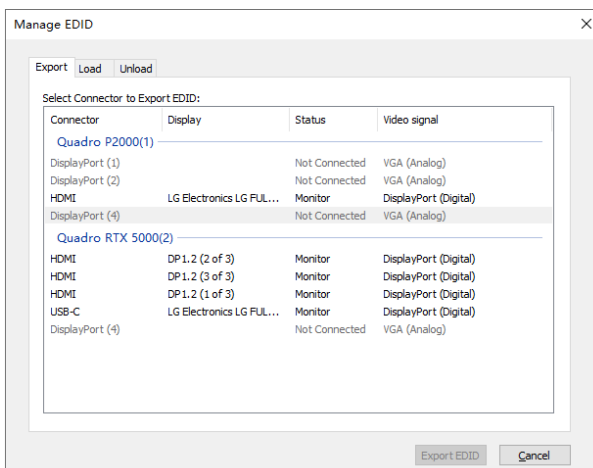 Manage EDID
Export Load Unload
Select Connector to Export EDID:
Connector Display Status Video signal
Quadro P2000(1)
DisplayPort (1) Not Connected VGA (Analog)
DisplayPort (2) Not Connected VGA (Analog)
HDMI LG Electronics LG FUL... Monitor DisplayPort (Digital)
DisplayPort (4) Not Connected VGA (Analog)
Quadro RTX 5000(2)
HDMI DP1.2 (2 of 3) Monitor DisplayPort (Digital)
HDMI DP1.2 (3 of 3) Monitor DisplayPort (Digital)
HDMI DP1.2 (1 of 3) Monitor DisplayPort (Digital)
USB-C LG Electronics LG FUL... Monitor DisplayPort (Digital)
DisplayPort (4) Not Connected VGA (Analog)
Export EDID Cancel